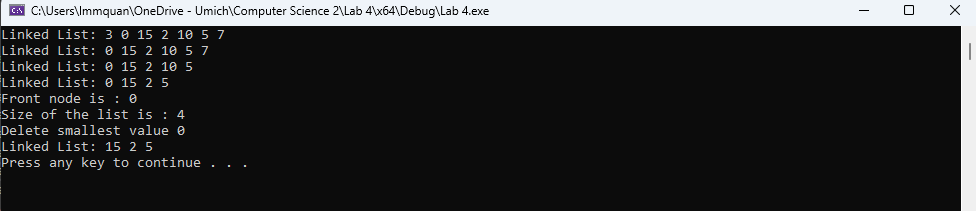 C:\Users\lmmquan\OneDrive - Umich\Computer Science 2\Lab 4\x64\Debug\Lab 4.exe
Linked List: 3 0 15 2 10 5 7
Linked List: 0 15 2 10 5 7
Linked List: 0 15 2 10 5
Linked List: 0 15 2 5
Front node is : 0
Size of the list is : 4
Delete smallest value 0
Linked List: 15 2 5
Press any key to continue . . .